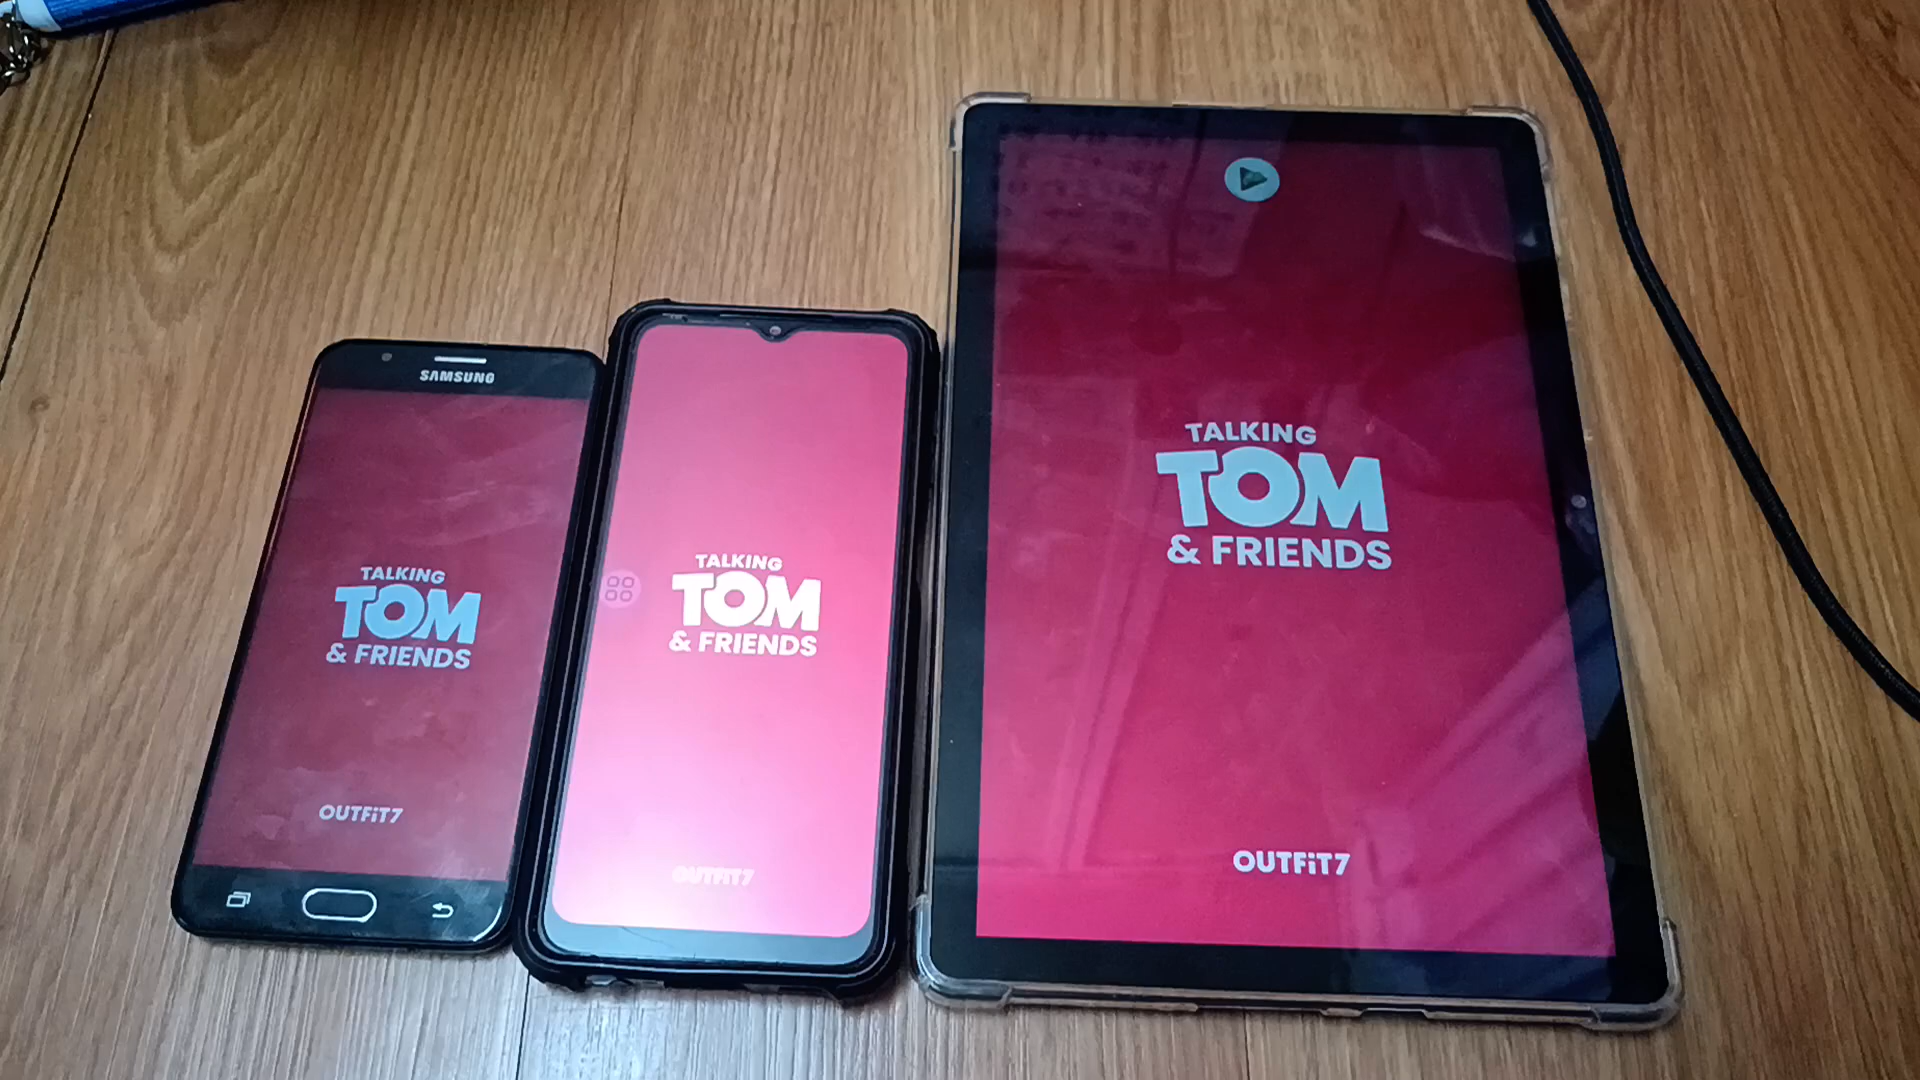 SAMSUNG
TALKING
TOM
& FRIENDS
OUTFiT7
TALKING
TOM
& FRIENDS
OUTFiT7
TALKING
TOM
& FRIENDS
OUTFiT7